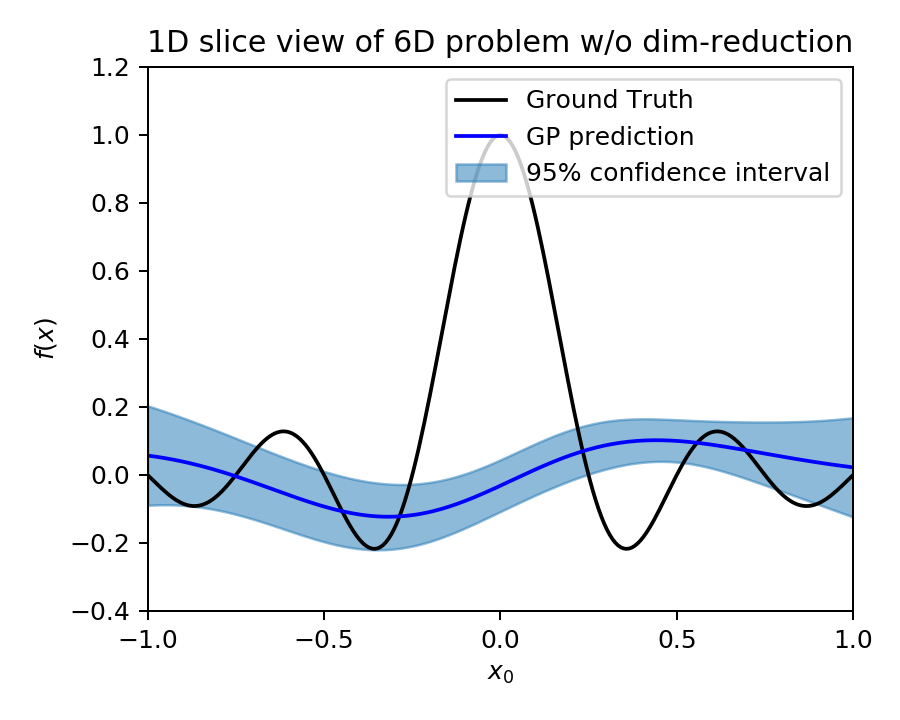 1D slice view of 6D problem w/o dim-reduction
1.2
1.0
0.8
0.6
0.4
0.2
0.0
−0.2
−0.4
f(x)
Ground Truth
GP prediction
95% confidence interval
−1.0 −0.5 0.0 0.5 1.0
x₀